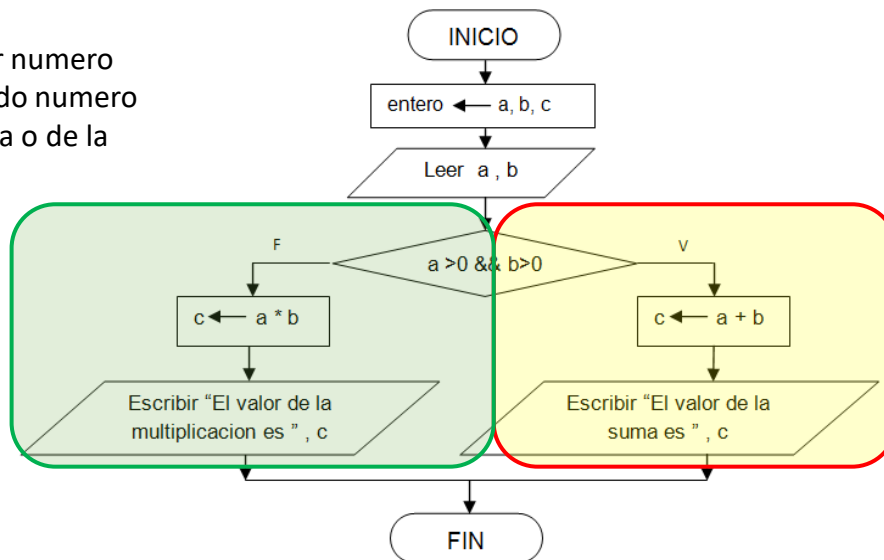 r numero
do numero
a o de la
INICIO
entero ← a, b, c
Leer a , b
a >0 && b>0
F
V
c ← a * b
c ← a + b
Escribir “El valor de la
multiplicacion es ” , c
Escribir “El valor de la
suma es ” , c
FIN